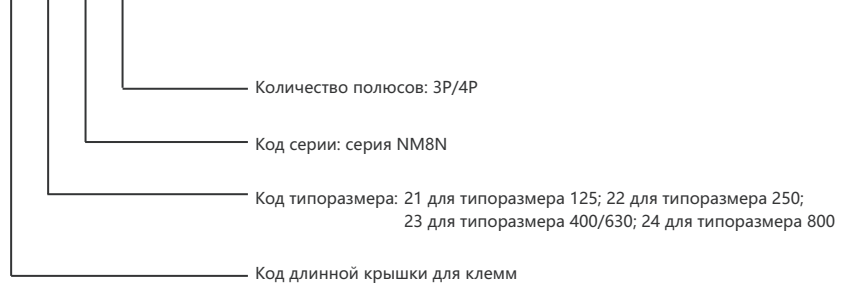 Количество полюсов: 3P/4P
Код серии: серия NM8N
Код типоразмера: 21 для типоразмера 125; 22 для типоразмера 250;
23 для типоразмера 400/630; 24 для типоразмера 800
Код длинной крышки для клемм